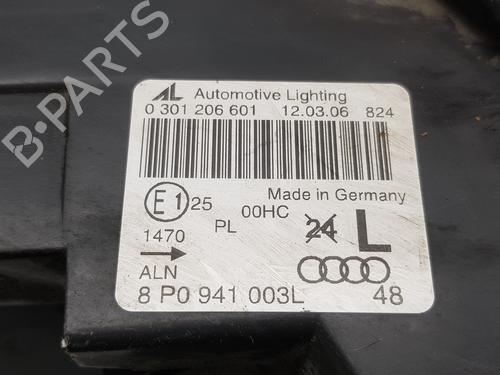 B-PARTS
AL Automotive Lighting
0 301 206 601 12.03.06 824
Made in Germany
E1 25 00HC 24 L
1470 PL
ALN
8 P0 941 003L 48